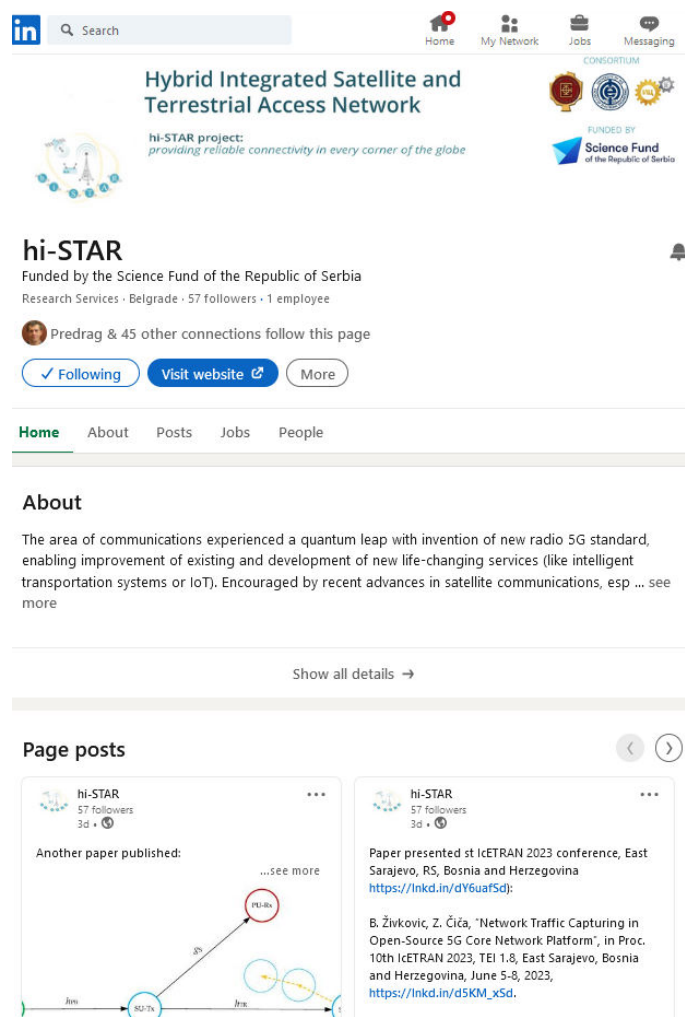 in
Search
Home
My Network
Jobs
Messaging
CONSORTIUM
Hybrid Integrated Satellite and
Terrestrial Access Network
hi-STAR project:
providing reliable connectivity in every corner of the globe
FUNDED BY
Science Fund
of the Republic of Serbia
hi-STAR
Funded by the Science Fund of the Republic of Serbia
Research Services · Belgrade · 57 followers · 1 employee
Predrag & 45 other connections follow this page
Following
Visit website
More
Home
About
Posts
Jobs
People
About
The area of communications experienced a quantum leap with invention of new radio 5G standard,
enabling improvement of existing and development of new life-changing services (like intelligent
transportation systems or IoT). Encouraged by recent advances in satellite communications, esp ... see
more
Show all details →
Page posts
hi-STAR
57 followers
3d •
Another paper published:
...see more
PU-Rx
SU-Tx
hi-STAR
57 followers
3d •
Paper presented st IcETRAN 2023 conference, East
Sarajevo, RS, Bosnia and Herzegovina
https://lnkd.in/dY6uafSd):
B. Živkovic, Z. Čiča, "Network Traffic Capturing in
Open-Source 5G Core Network Platform", in Proc.
10th IcETRAN 2023, TEI 1.8, East Sarajevo, Bosnia
and Herzegovina, June 5-8, 2023,
https://lnkd.in/d5KM_xSd.